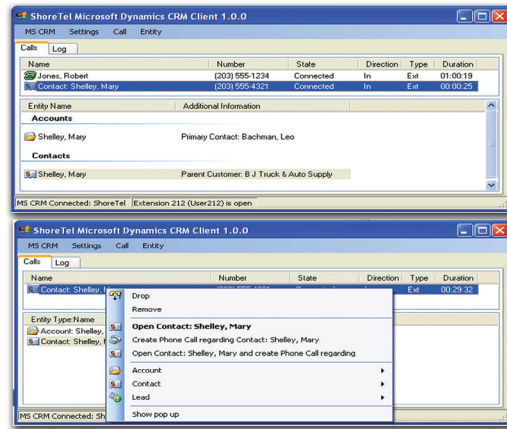 ShoreTel Microsoft Dynamics CRM Client 1.0.0
MS CRM Settings Call Entity
Calls Log
Name Number State Direction Type Duration
Jones, Robert (203) 555-1234 Connected In Ext 01:00:19
Contact: Shelley, Mary (203) 555-4321 Connected In Ext 00:00:25
Entity Name Additional Information
Accounts
Shelley, Mary Primary Contact: Bachman, Leo
Contacts
Shelley, Mary Parent Customer: B J Truck & Auto Supply
MS CRM Connected: ShoreTel Extension 212 (User212) is open
ShoreTel Microsoft Dynamics CRM Client 1.0.0
MS CRM Settings Call Entity
Calls Log
Name Number State Direction Type Duration
Contact: Shelley, Ext 00:29:32
Drop
Remove
Entity Type:Name
Account: Shelley,
Contact: Shelley,
Open Contact: Shelley, Mary
Create Phone Call regarding Contact: Shelley, Mary
Open Contact: Shelley, Mary and create Phone Call regarding
Account
Contact
Lead
Show pop up
MS CRM Connected: Sh